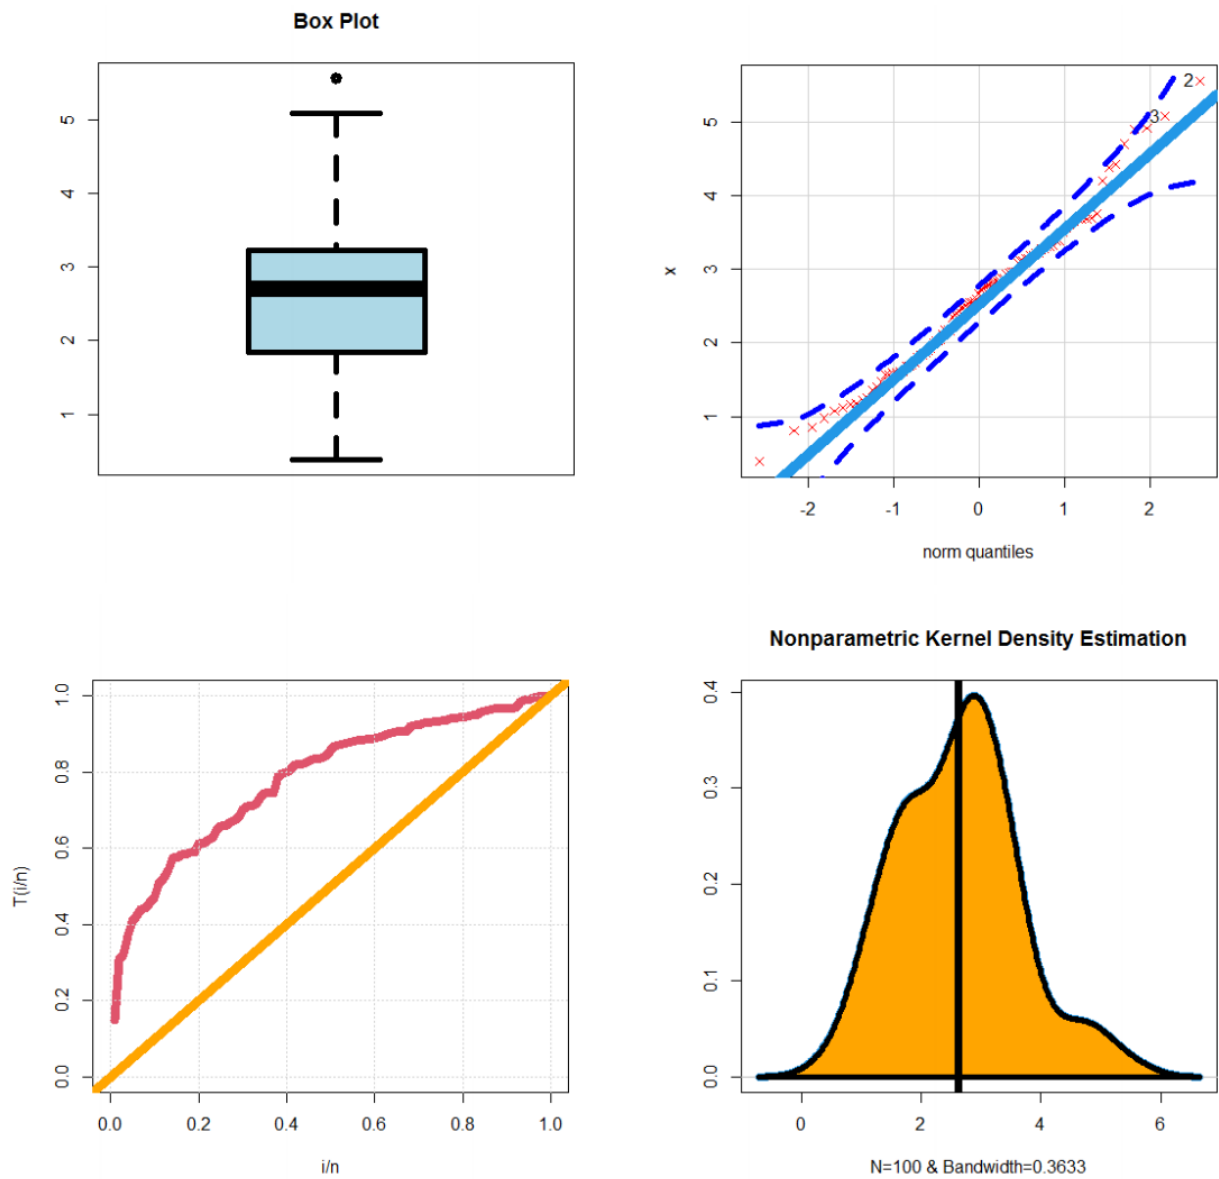 Box Plot
5
4
3
2
1
x
5
4
3
2
1
2
3
-2 -1 0 1 2
norm quantiles
T(i/n)
1.0
0.8
0.6
0.4
0.2
0.0
0.0 0.2 0.4 0.6 0.8 1.0
i/n
Nonparametric Kernel Density Estimation
0.4
0.3
0.2
0.1
0.0
0 2 4 6
N=100 & Bandwidth=0.3633